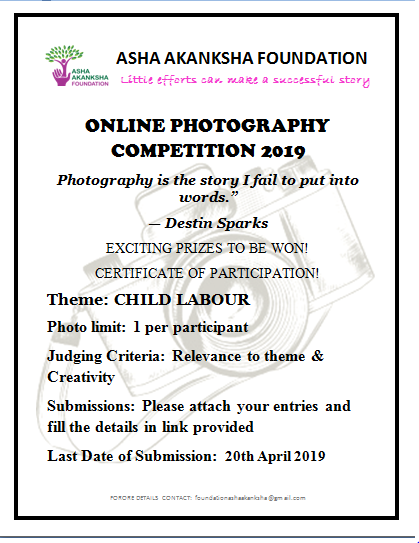 ASHA AKANKSHA FOUNDATION
ASHA
AKANKSHA
FOUNDATION
Little efforts can make a successful story
ONLINE PHOTOGRAPHY
COMPETITION 2019
Photography is the story I fail to put into
words.”
— Destin Sparks
EXCITING PRIZES TO BE WON!
CERTIFICATE OF PARTICIPATION!
Theme: CHILD LABOUR
Photo limit: 1 per participant
Judging Criteria: Relevance to theme &
Creativity
Submissions: Please attach your entries and
fill the details in link provided
Last Date of Submission: 20th April 2019
FORORE DETAILS CONTACT: foundationashaakanksha@gmail.com